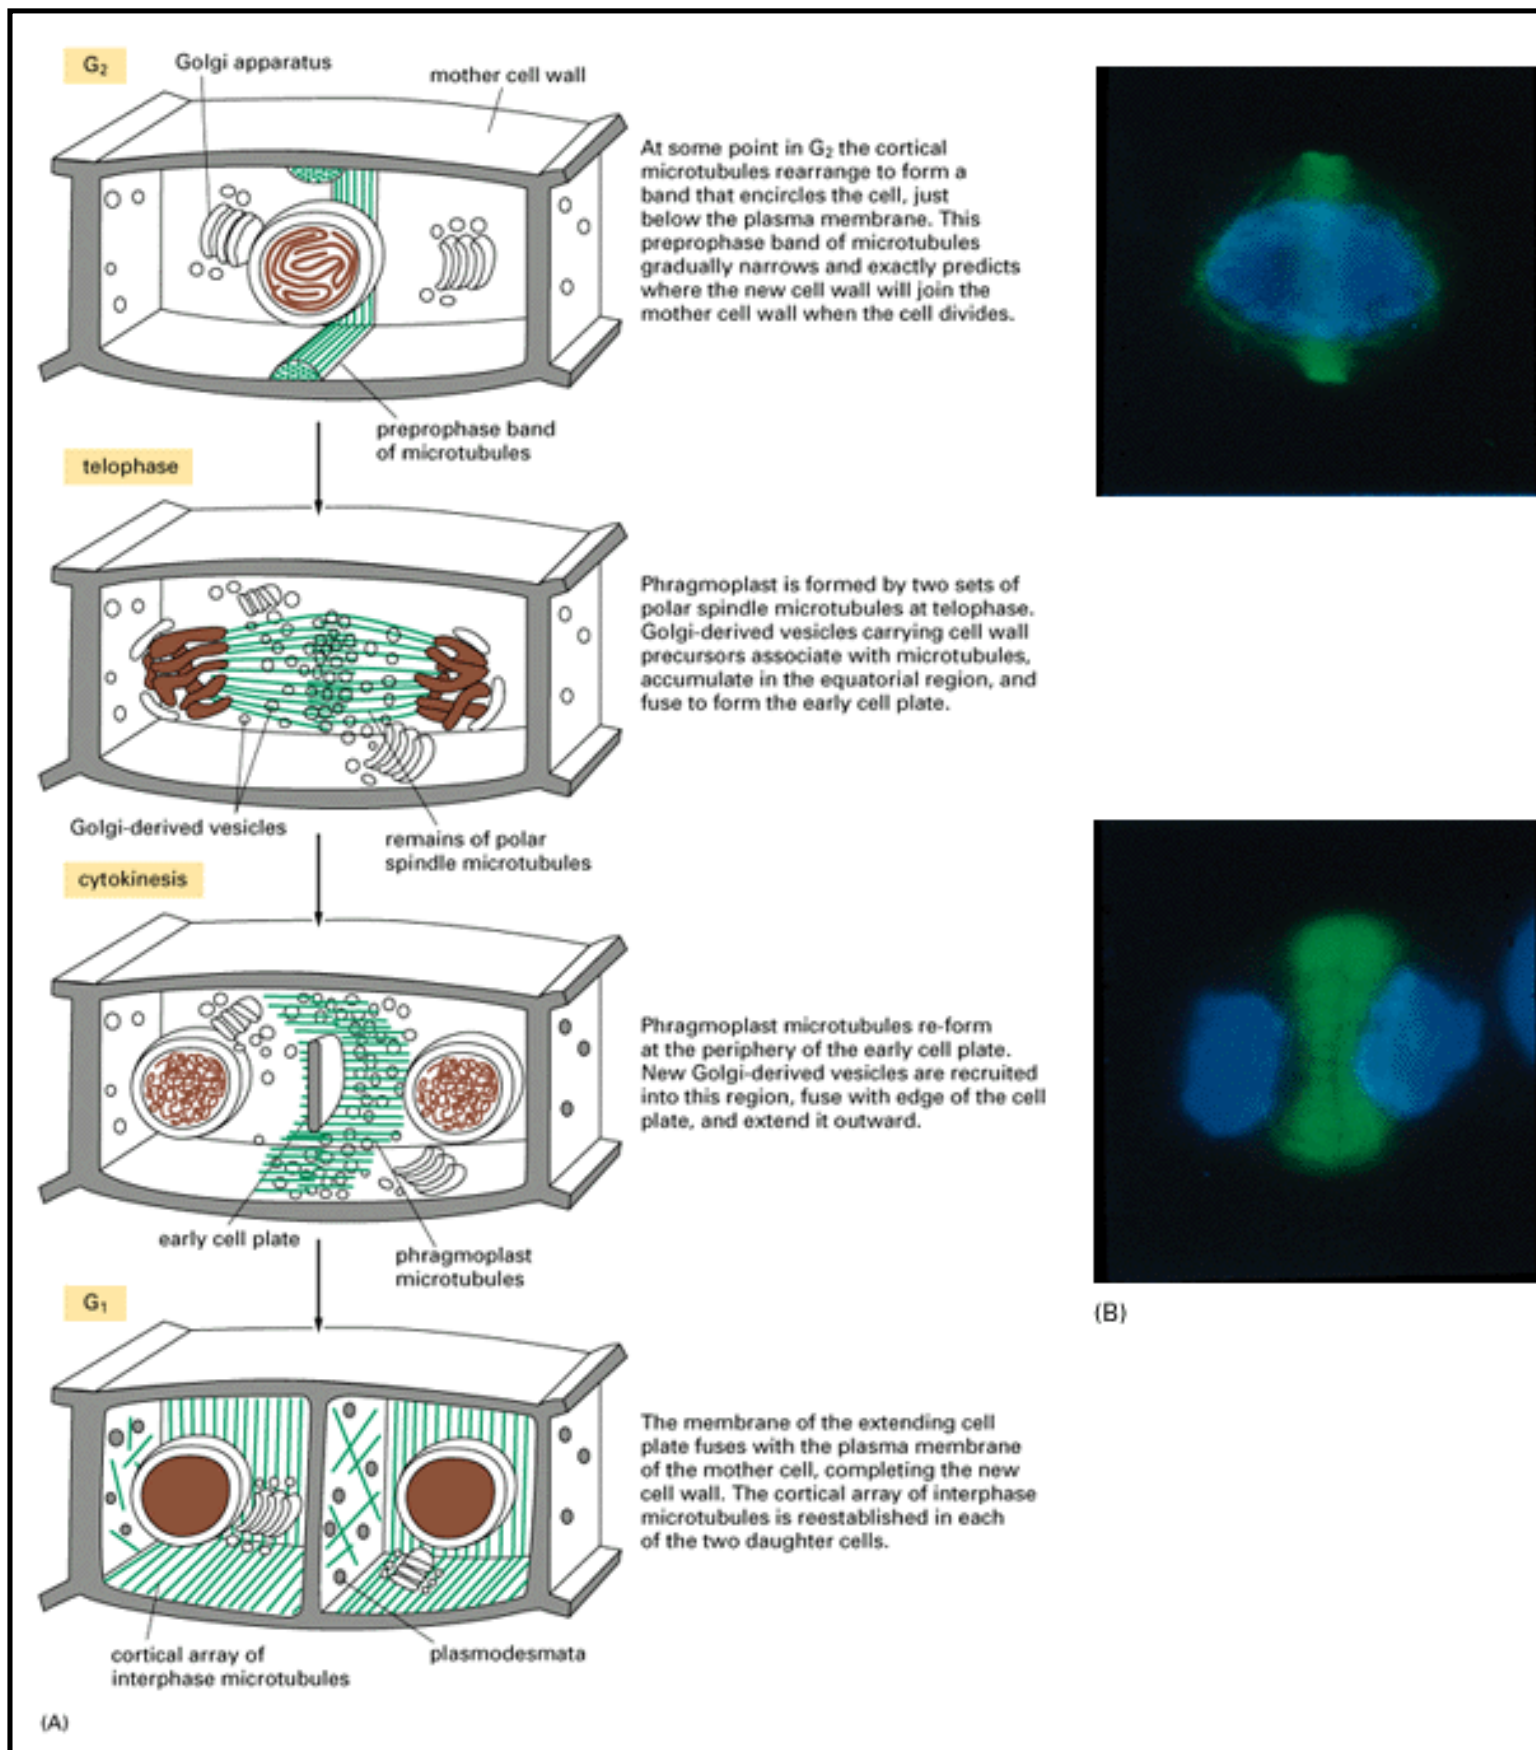 G₂
Golgi apparatus
mother cell wall
At some point in G₂ the cortical
microtubules rearrange to form a
band that encircles the cell, just
below the plasma membrane. This
preprophase band of microtubules
gradually narrows and exactly predicts
where the new cell wall will join the
mother cell wall when the cell divides.
preprophase band
of microtubules
telophase
Phragmoplast is formed by two sets of
polar spindle microtubules at telophase.
Golgi-derived vesicles carrying cell wall
precursors associate with microtubules,
accumulate in the equatorial region, and
fuse to form the early cell plate.
Golgi-derived vesicles
remains of polar
spindle microtubules
cytokinesis
Phragmoplast microtubules re-form
at the periphery of the early cell plate.
New Golgi-derived vesicles are recruited
into this region, fuse with edge of the cell
plate, and extend it outward.
early cell plate
phragmoplast
microtubules
G₁
The membrane of the extending cell
plate fuses with the plasma membrane
of the mother cell, completing the new
cell wall. The cortical array of interphase
microtubules is reestablished in each
of the two daughter cells.
cortical array of
interphase microtubules
plasmodesmata
(A)
(B)